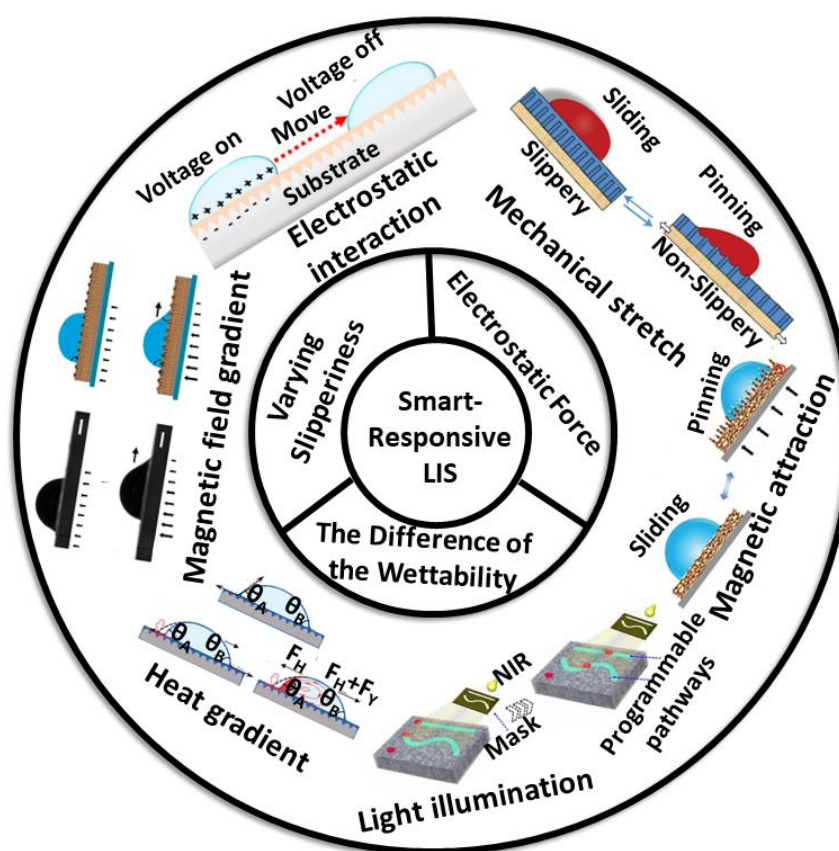 Smart-
Responsive
LIS
Varying
Slipperiness
Electrostatic Force
The Difference of
the Wettability
Voltage on
Move
Voltage off
Substrate
+ + + + + + + +
- - - - - -
Electrostatic
interaction
Sliding
Slippery
Pinning
Non-Slippery
Mechanical stretch
Pinning
Sliding
Magnetic attraction
NIR
Mask
Programmable
pathways
Light illumination
θA θB
θA θB
FH
FH+FY
θA θB
Heat gradient
Magnetic field gradient